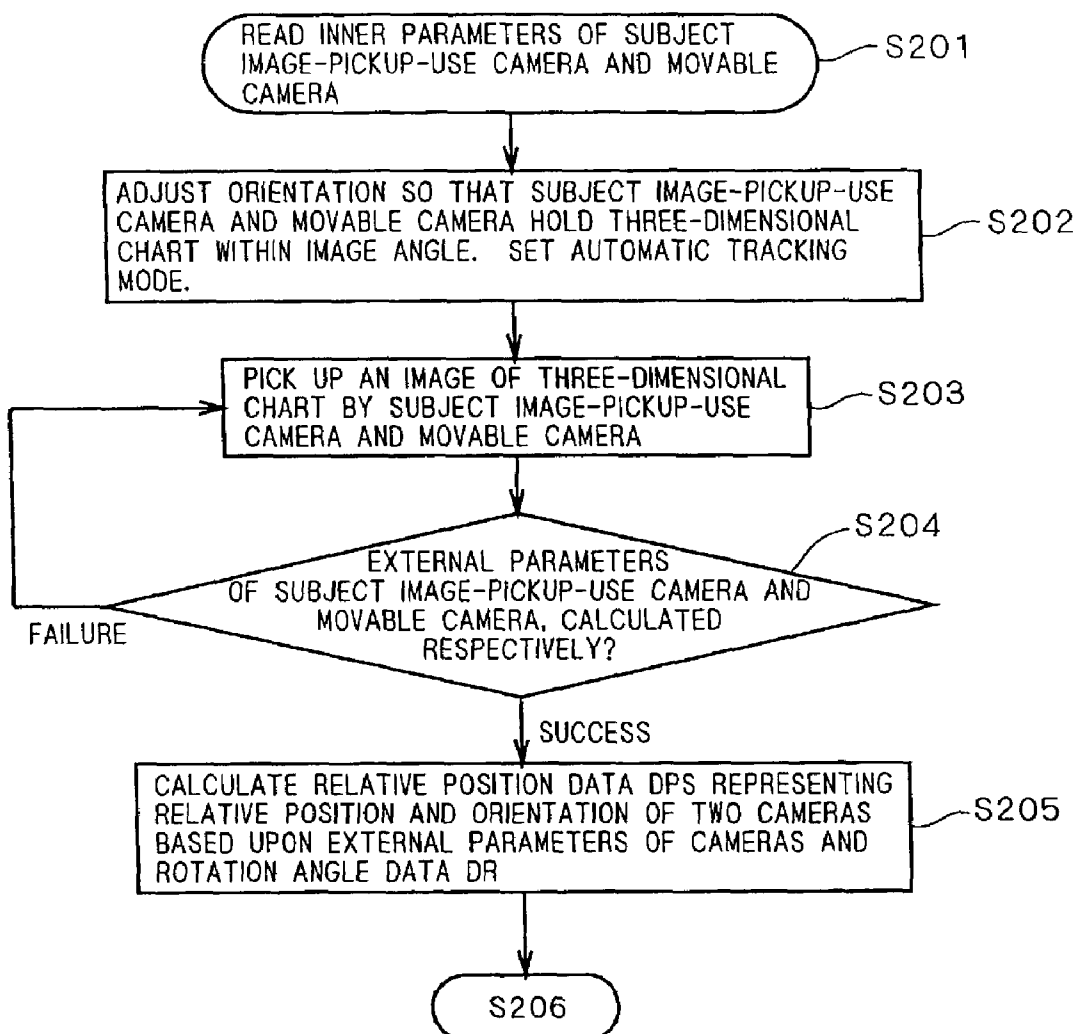 READ INNER PARAMETERS OF SUBJECT
IMAGE-PICKUP-USE CAMERA AND MOVABLE
CAMERA
S201
ADJUST ORIENTATION SO THAT SUBJECT IMAGE-PICKUP-USE
CAMERA AND MOVABLE CAMERA HOLD THREE-DIMENSIONAL
CHART WITHIN IMAGE ANGLE. SET AUTOMATIC TRACKING
MODE.
S202
PICK UP AN IMAGE OF THREE-DIMENSIONAL
CHART BY SUBJECT IMAGE-PICKUP-USE
CAMERA AND MOVABLE CAMERA
S203
S204
EXTERNAL PARAMETERS
OF SUBJECT IMAGE-PICKUP-USE CAMERA AND
MOVABLE CAMERA, CALCULATED
RESPECTIVELY?
FAILURE
SUCCESS
CALCULATE RELATIVE POSITION DATA DPS REPRESENTING
RELATIVE POSITION AND ORIENTATION OF TWO CAMERAS
BASED UPON EXTERNAL PARAMETERS OF CAMERAS AND
ROTATION ANGLE DATA DR
S205
S206